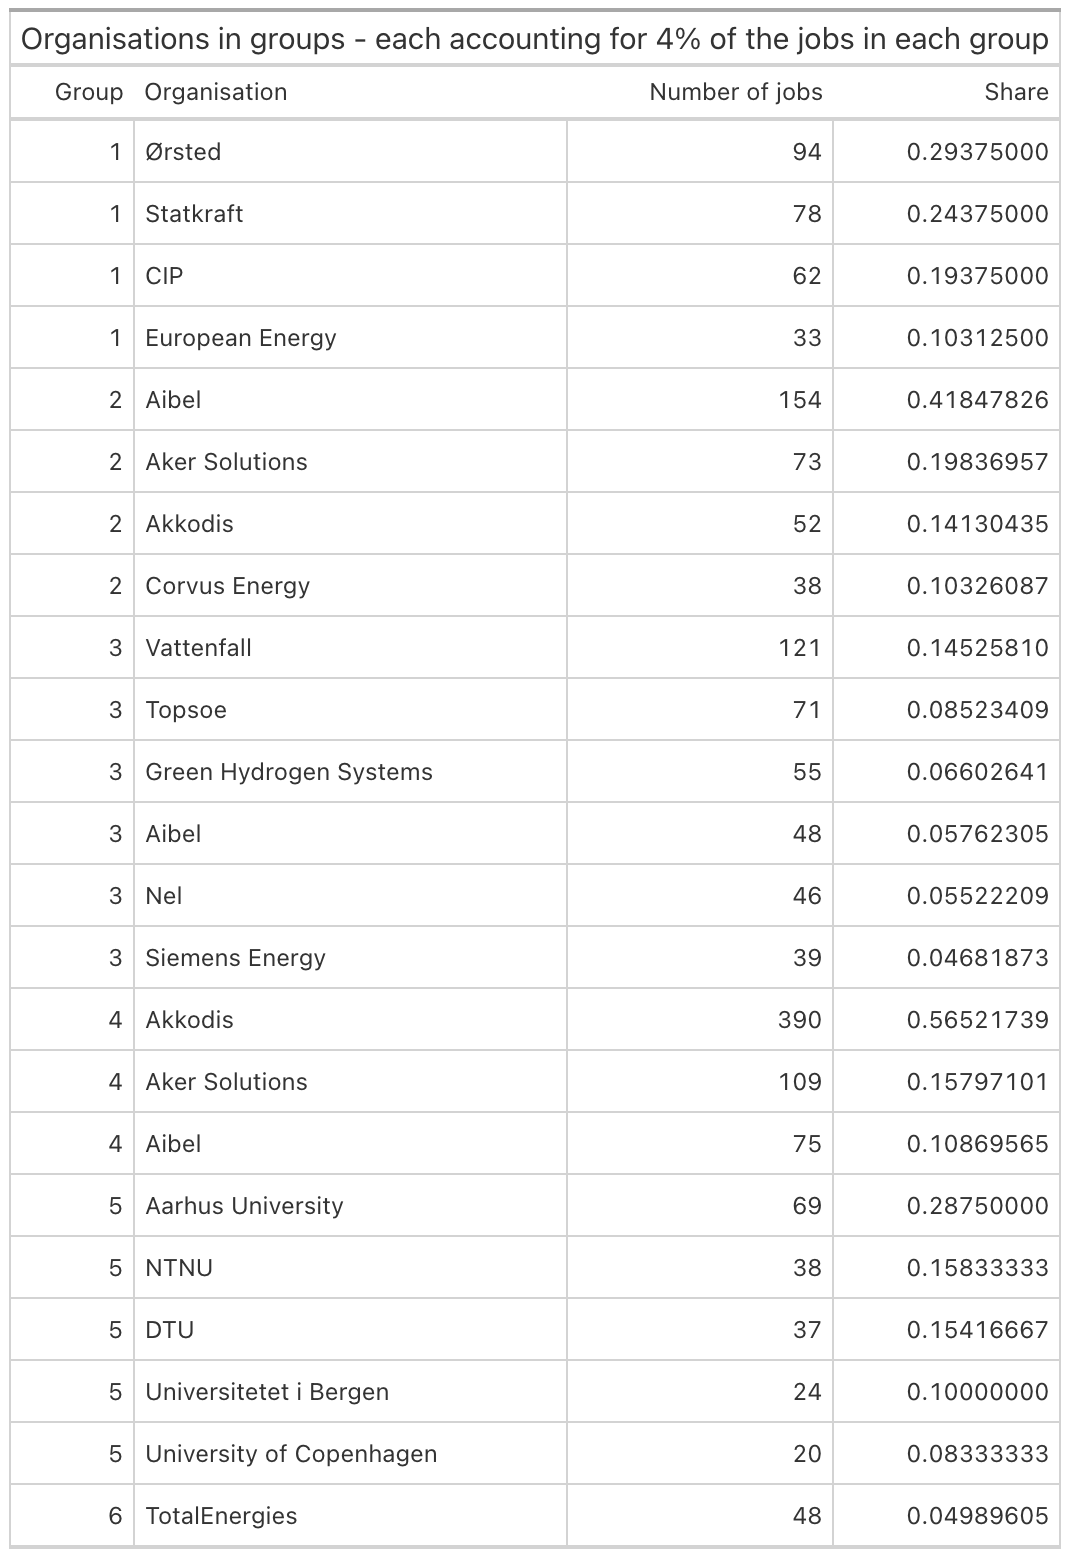 Organisations in groups - each accounting for 4% of the jobs in each group
Group Organisation Number of jobs Share
1 Ørsted 94 0.29375000
1 Statkraft 78 0.24375000
1 CIP 62 0.19375000
1 European Energy 33 0.10312500
2 Aibel 154 0.41847826
2 Aker Solutions 73 0.19836957
2 Akkodis 52 0.14130435
2 Corvus Energy 38 0.10326087
3 Vattenfall 121 0.14525810
3 Topsoe 71 0.08523409
3 Green Hydrogen Systems 55 0.06602641
3 Aibel 48 0.05762305
3 Nel 46 0.05522209
3 Siemens Energy 39 0.04681873
4 Akkodis 390 0.56521739
4 Aker Solutions 109 0.15797101
4 Aibel 75 0.10869565
5 Aarhus University 69 0.28750000
5 NTNU 38 0.15833333
5 DTU 37 0.15416667
5 Universitetet i Bergen 24 0.10000000
5 University of Copenhagen 20 0.08333333
6 TotalEnergies 48 0.04989605